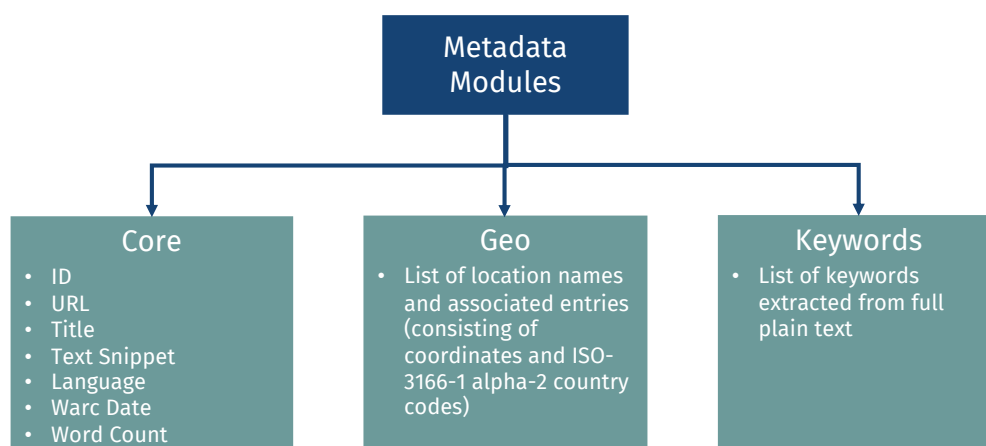 Metadata
Modules
Core
• ID
• URL
• Title
• Text Snippet
• Language
• Warc Date
• Word Count
Geo
• List of location names
and associated entries
(consisting of
coordinates and ISO-
3166-1 alpha-2 country
codes)
Keywords
• List of keywords
extracted from full
plain text